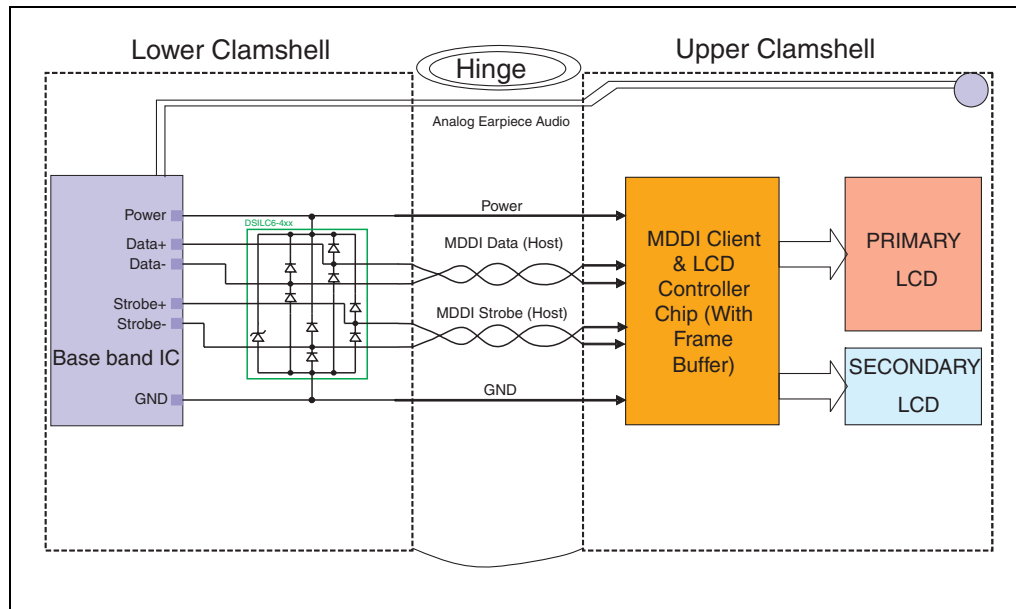 Lower Clamshell
Hinge
Upper Clamshell
Analog Earpiece Audio
Power
Data+
Data-
Strobe+
Strobe-
Base band IC
GND
DSILC6-4xx
Power
MDDI Data (Host)
MDDI Strobe (Host)
GND
MDDI Client
& LCD
Controller
Chip (With
Frame
Buffer)
PRIMARY
LCD
SECONDARY
LCD